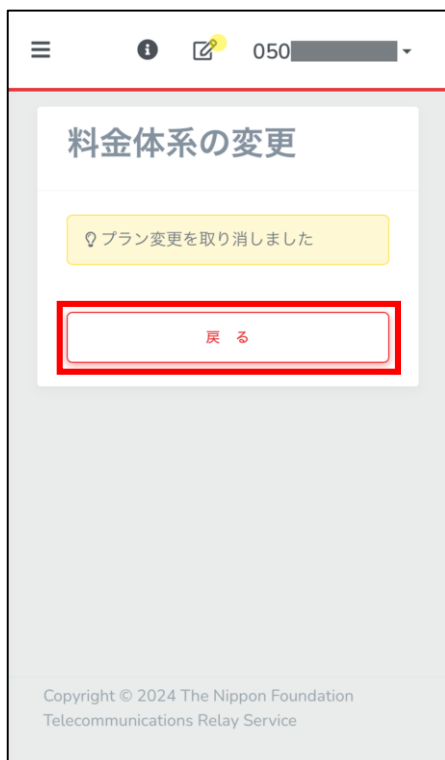 050
料金体系の変更
プラン変更を取り消しました
戻 る
Copyright © 2024 The Nippon Foundation
Telecommunications Relay Service